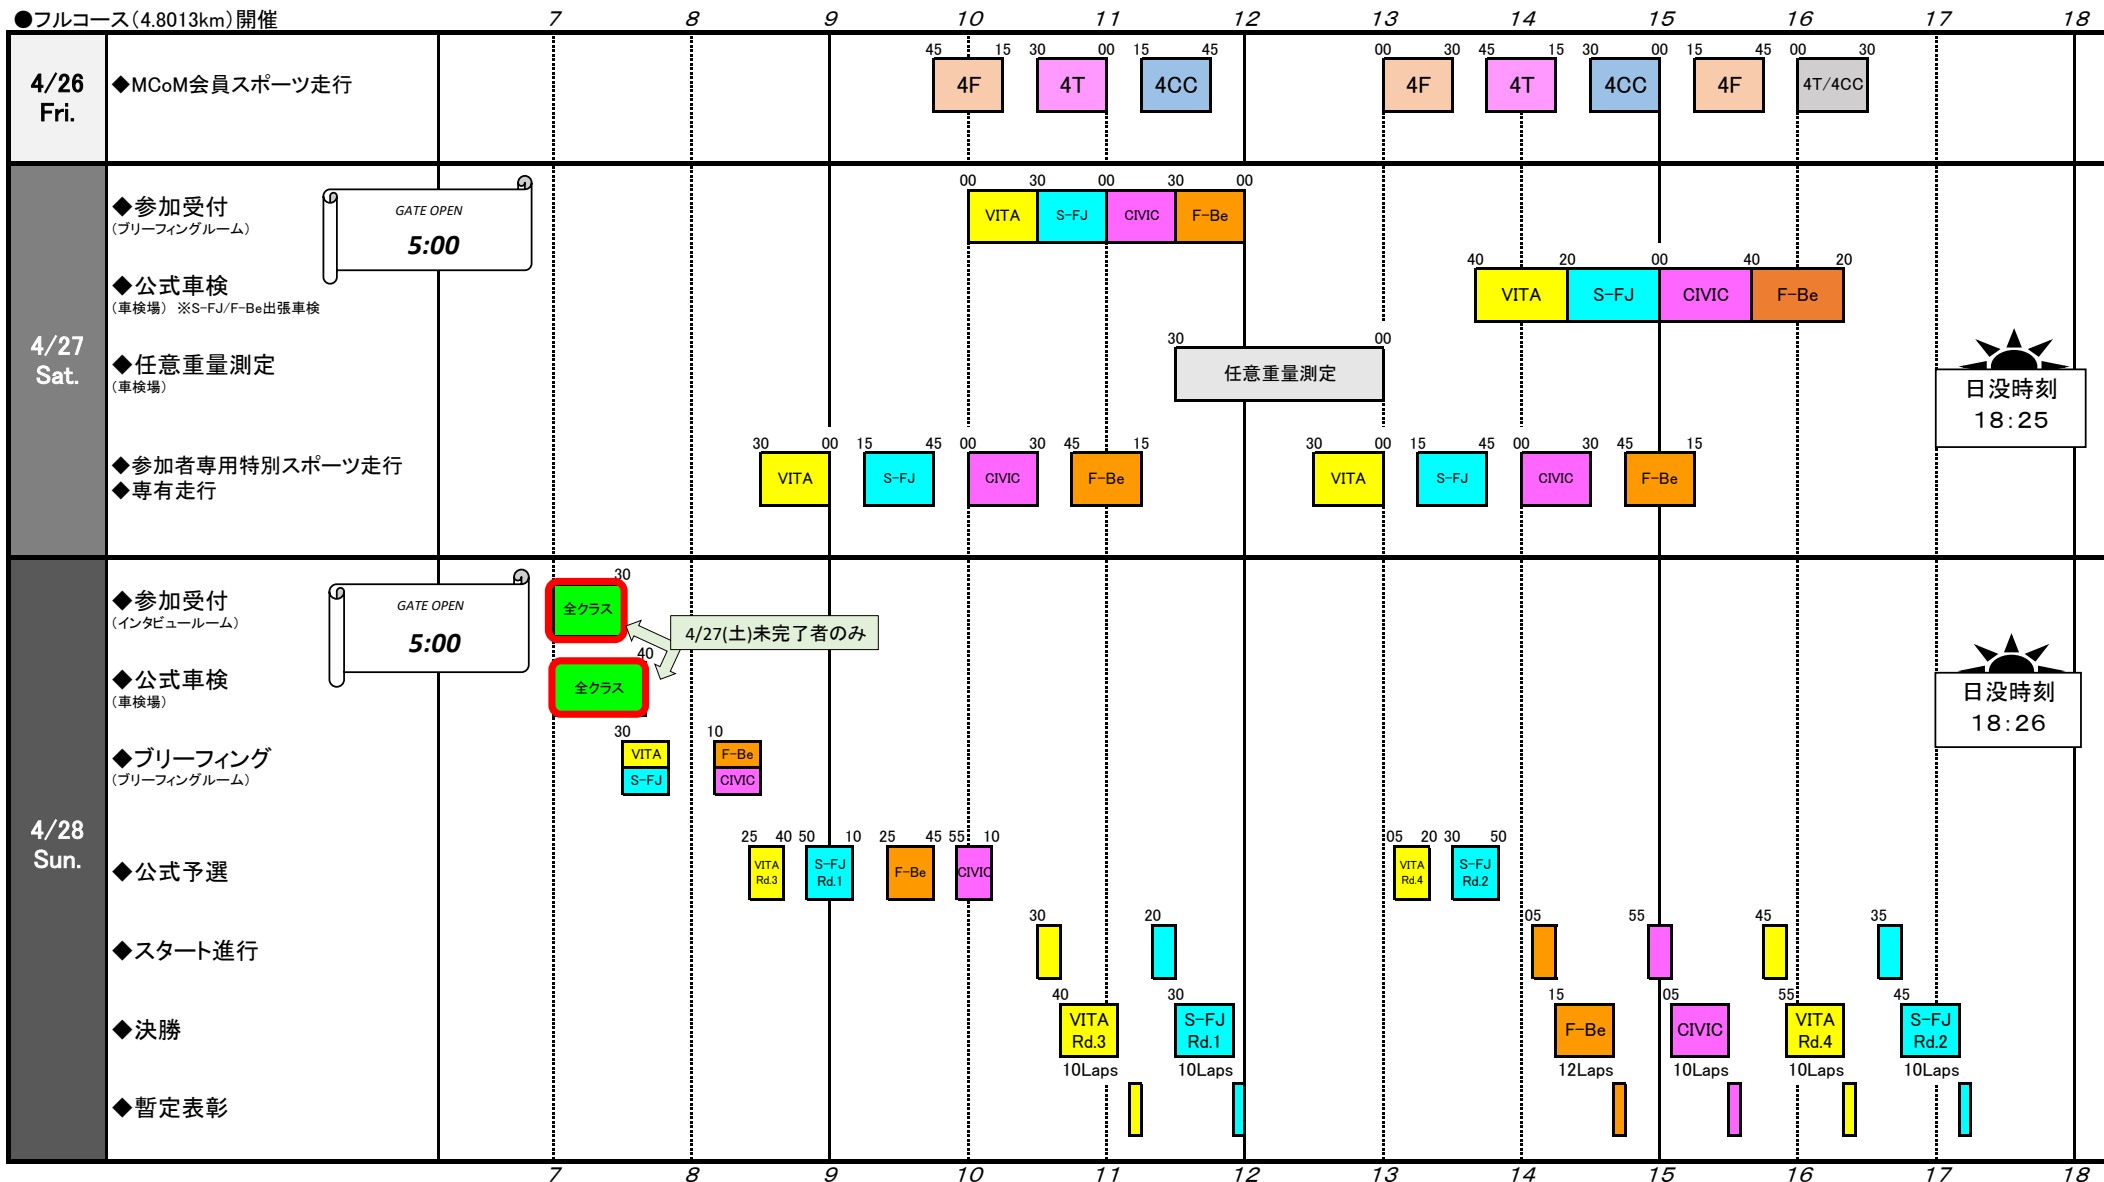 ●フルコース(4.8013km)開催
7 8 9 10 11 12 13 14 15 16 17 18
4/26
Fri.
◆MCoM会員スポーツ走行
45 15 30 00 15 45 00 30 45 15 30 00 15 45 00 30
4F 4T 4CC 4F 4T 4CC 4F 4T/4CC
4/27
Sat.
◆参加受付
(ブリーフィングルーム)
GATE OPEN
5:00
00 30 00 30 00
VITA S-FJ CIVIC F-Be
◆公式車検
(車検場) ※S-FJ/F-Be出張車検
40 20 00 40 20
VITA S-FJ CIVIC F-Be
◆任意重量測定
(車検場)
30 00
任意重量測定
日没時刻
18:25
◆参加者専用特別スポーツ走行
◆専有走行
30 00 15 45 00 30 45 15 30 00 15 45 00 30 45 15
VITA S-FJ CIVIC F-Be VITA S-FJ CIVIC F-Be
4/28
Sun.
◆参加受付
(インタビュールーム)
GATE OPEN
5:00
30
全クラス
4/27(土)未完了者のみ
◆公式車検
(車検場)
40
全クラス
日没時刻
18:26
◆ブリーフィング
(ブリーフィングルーム)
30 10
VITA F-Be
S-FJ CIVIC
◆公式予選
25 40 50 10 25 45 55 10 05 20 30 50
VITA Rd.3 S-FJ Rd.1 F-Be CIVIC VITA Rd.4 S-FJ Rd.2
◆スタート進行
30 20 05 55 45 35
◆決勝
40 30 15 05 55 45
VITA Rd.3 S-FJ Rd.1 F-Be CIVIC VITA Rd.4 S-FJ Rd.2
10Laps 10Laps 12Laps 10Laps 10Laps 10Laps
◆暫定表彰
7 8 9 10 11 12 13 14 15 16 17 18